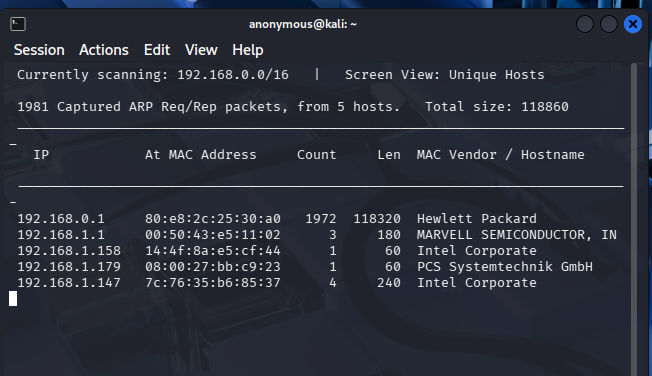 anonymous@kali: ~
Session Actions Edit View Help
Currently scanning: 192.168.0.0/16 | Screen View: Unique Hosts
1981 Captured ARP Req/Rep packets, from 5 hosts. Total size: 118860
_____________________________________________________________________________
IP At MAC Address Count Len MAC Vendor / Hostname
-----------------------------------------------------------------------------
192.168.0.1 80:e8:2c:25:30:a0 1972 118320 Hewlett Packard
192.168.1.1 00:50:43:e5:11:02 3 180 MARVELL SEMICONDUCTOR, IN
192.168.1.158 14:4f:8a:e5:cf:44 1 60 Intel Corporate
192.168.1.179 08:00:27:bb:c9:23 1 60 PCS Systemtechnik GmbH
192.168.1.147 7c:76:35:b6:85:37 4 240 Intel Corporate